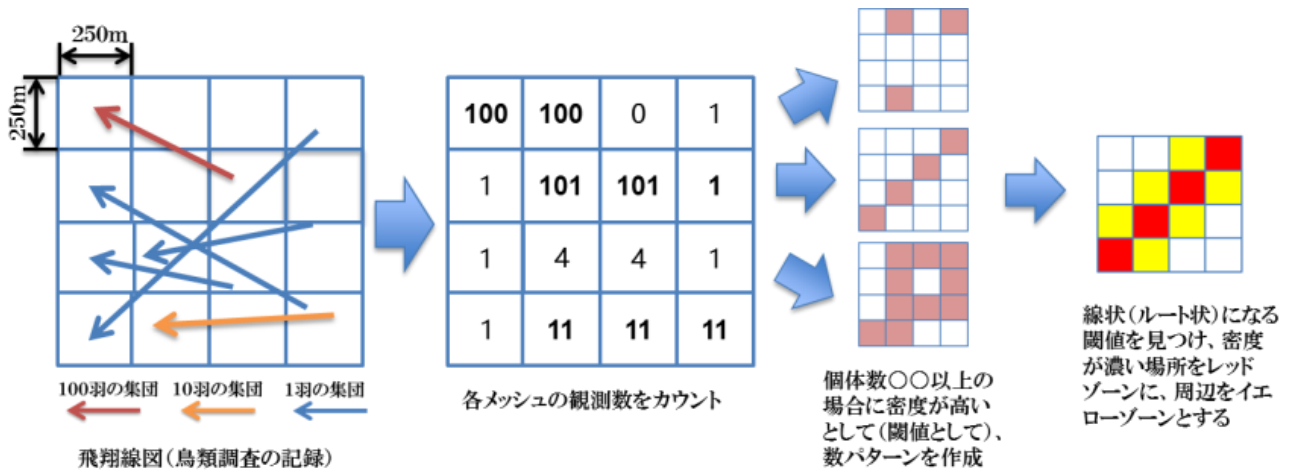 250m
250m
100 100 0 1
1 101 101 1
1 4 4 1
1 11 11 11
100羽の集団 10羽の集団 1羽の集団
飛翔線図(鳥類調査の記録)
各メッシュの観測数をカウント
個体数○○以上の
場合に密度が高い
として(閾値として)、
数パターンを作成
線状(ルート状)になる
閾値を見つけ、密度
が濃い場所をレッド
ゾーンに、周辺をイエ
ローゾーンとする